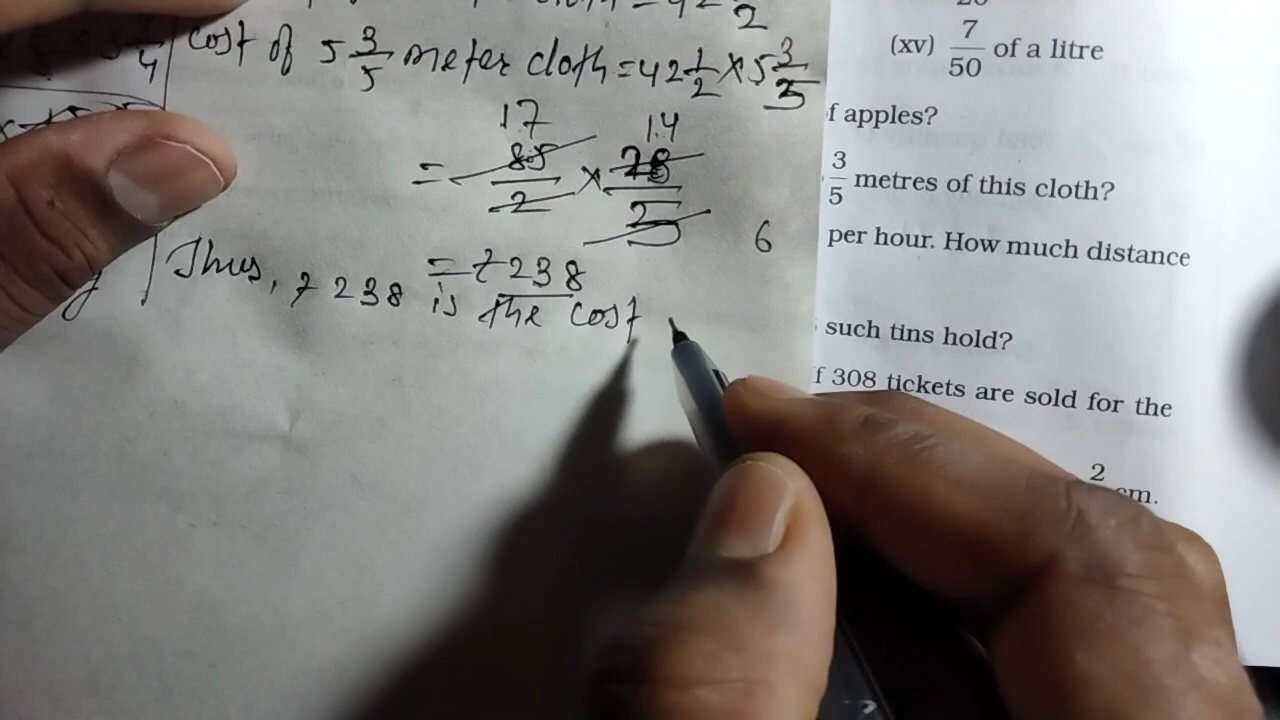 2
cost of 5 3/5 meter cloth = 42 1/2 × 5 3/5
17 14
= 85/2 × 28/5
= ₹ 238
Thus, ₹ 238 is the cost
6
(xv) 7/50 of a litre
f apples?
3/5 metres of this cloth?
per hour. How much distance
such tins hold?
f 308 tickets are sold for the
2
cm.